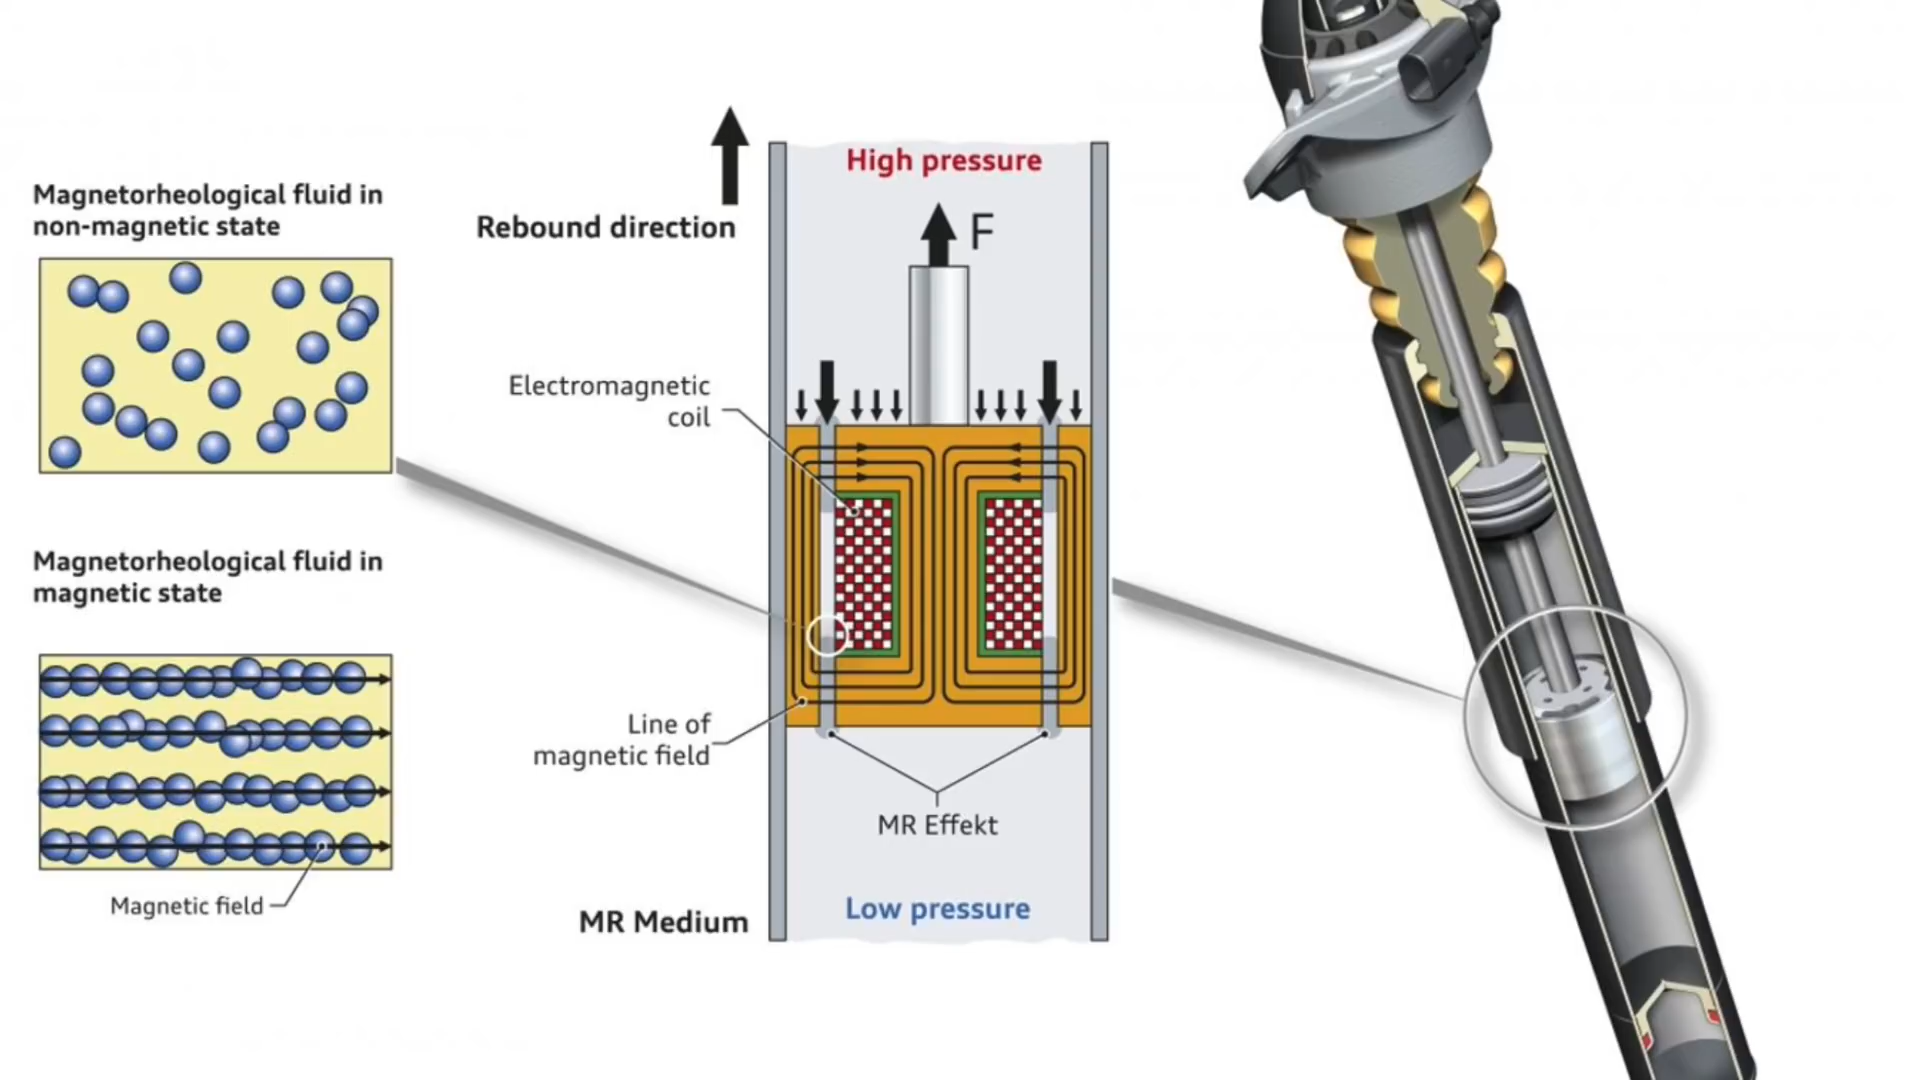 Magnetorheological fluid in
non-magnetic state
Magnetorheological fluid in
magnetic state
Magnetic field
Rebound direction
High pressure
F
Electromagnetic
coil
Line of
magnetic field
MR Effekt
MR Medium
Low pressure